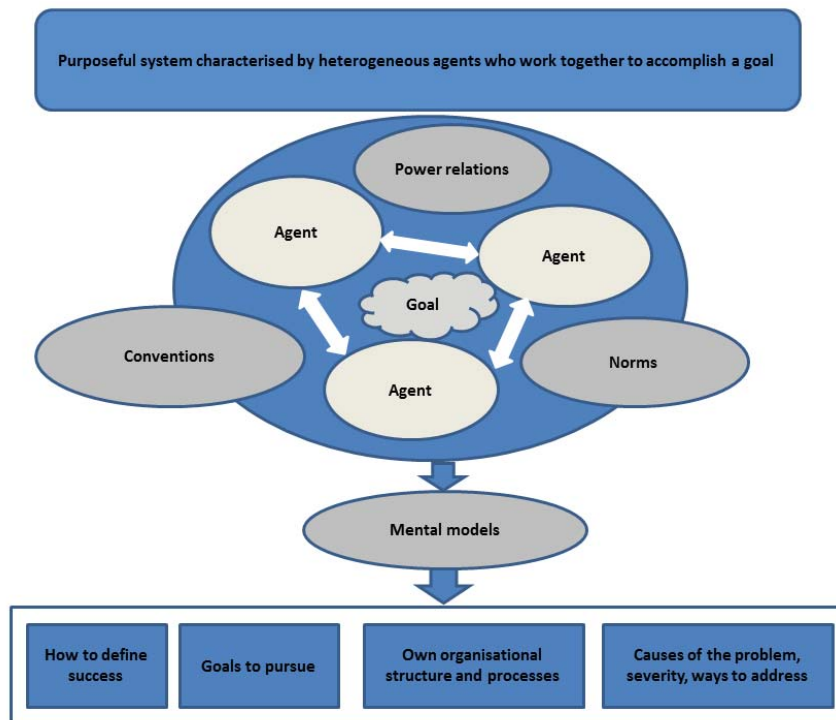 Purposeful system characterised by heterogeneous agents who work together to accomplish a goal
Power relations
Agent
Agent
Goal
Conventions
Norms
Agent
Mental models
How to define
success
Goals to pursue
Own organisational
structure and processes
Causes of the problem,
severity, ways to address